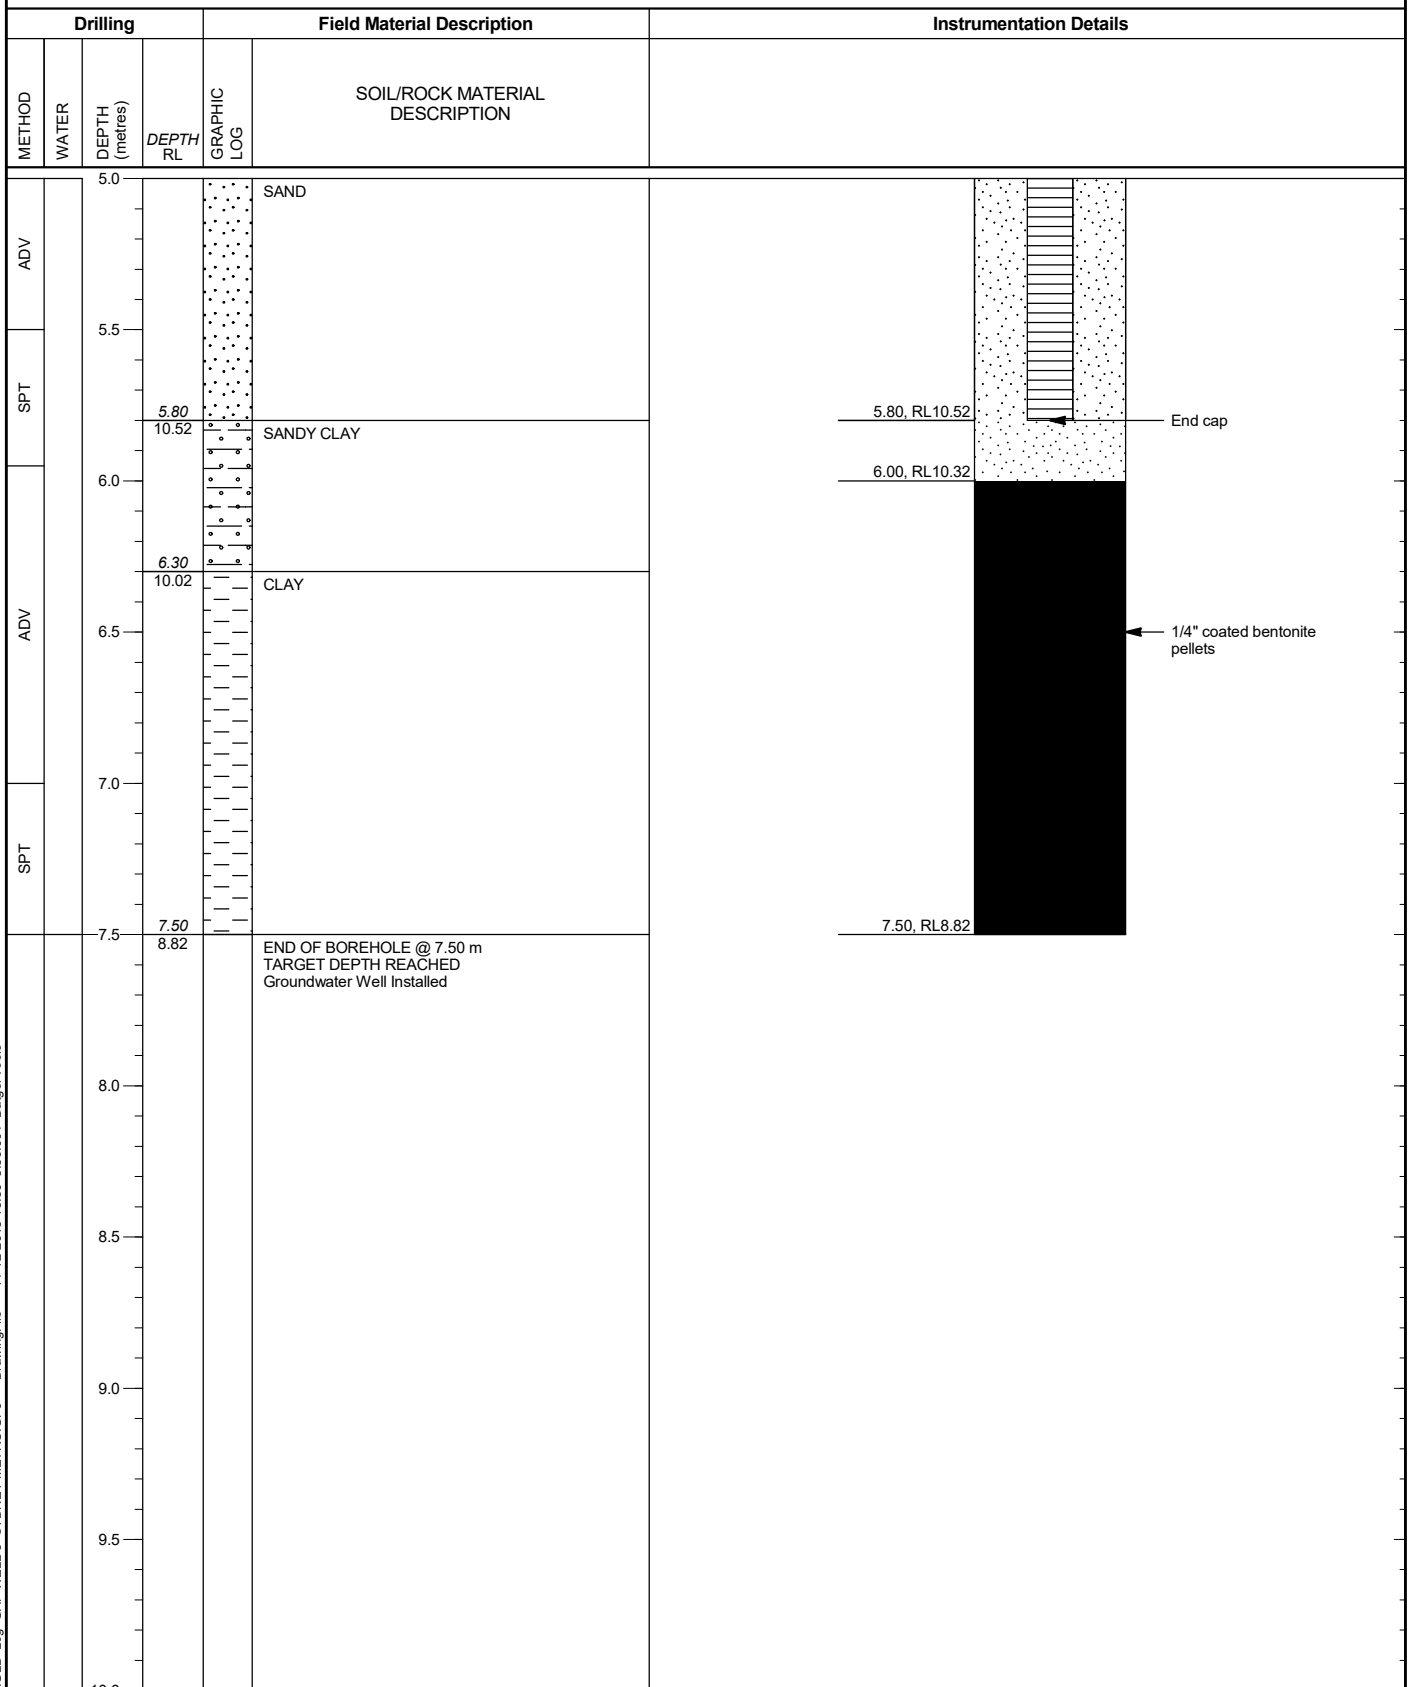 Drilling
Field Material Description
Instrumentation Details
METHOD
WATER
DEPTH
(metres)
DEPTH
RL
GRAPHIC
LOG
SOIL/ROCK MATERIAL
DESCRIPTION
5.0
SAND
ADV
5.5
SPT
5.80
10.52
SANDY CLAY
5.80, RL10.52
End cap
6.0
6.00, RL10.32
6.30
10.02
CLAY
ADV
6.5
1/4" coated bentonite
pellets
7.0
SPT
7.50
7.5
8.82
7.50, RL8.82
END OF BOREHOLE @ 7.50 m
TARGET DEPTH REACHED
Groundwater Well Installed
8.0
8.5
9.0
9.5